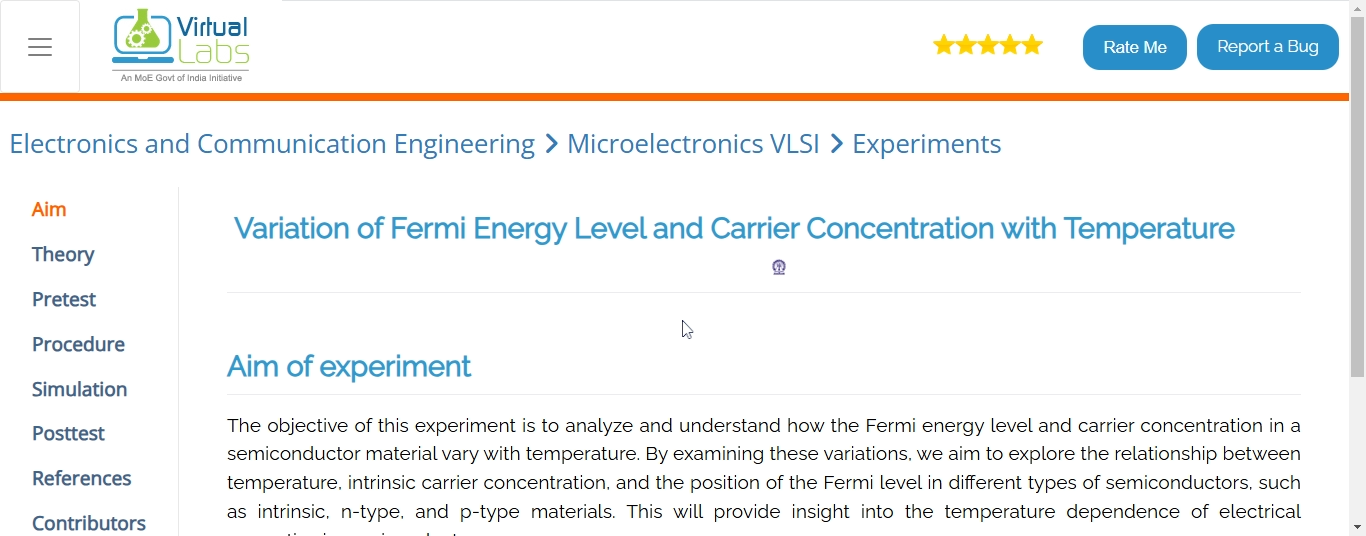 Virtual
Labs
An MoE Govt of India Initiative
Rate Me
Report a Bug
Electronics and Communication Engineering > Microelectronics VLSI > Experiments
Aim
Theory
Pretest
Procedure
Simulation
Posttest
References
Contributors
Variation of Fermi Energy Level and Carrier Concentration with Temperature
Aim of experiment
The objective of this experiment is to analyze and understand how the Fermi energy level and carrier concentration in a
semiconductor material vary with temperature. By examining these variations, we aim to explore the relationship between
temperature, intrinsic carrier concentration, and the position of the Fermi level in different types of semiconductors, such
as intrinsic, n-type, and p-type materials. This will provide insight into the temperature dependence of electrical